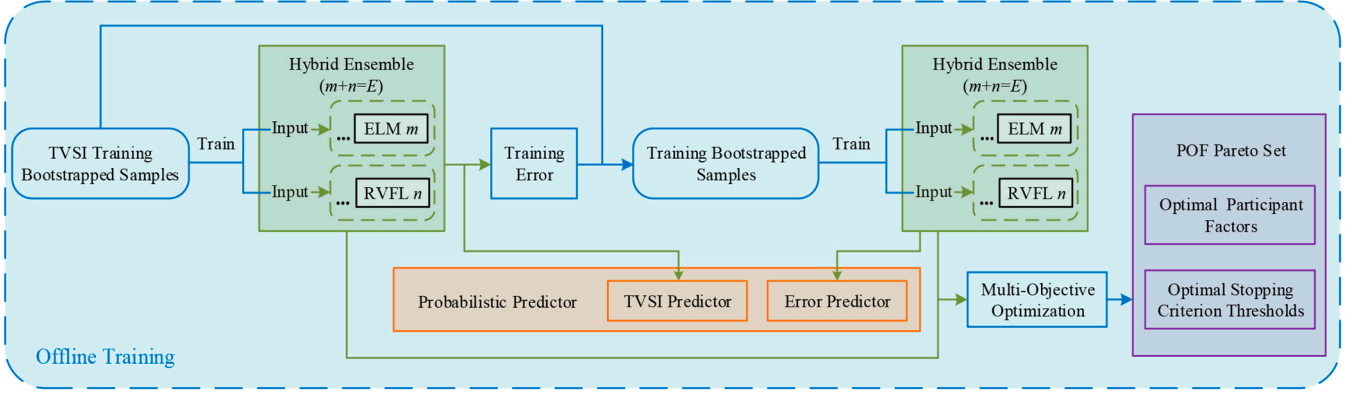 TVSI Training
Bootstrapped Samples
Train
Hybrid Ensemble
(m+n=E)
Input
... ELM m
Input
... RVFL n
Training
Error
Training Bootstrapped
Samples
Train
Hybrid Ensemble
(m+n=E)
Input
... ELM m
Input
... RVFL n
Probabilistic Predictor
TVSI Predictor
Error Predictor
Multi-Objective
Optimization
POF Pareto Set
Optimal Participant
Factors
Optimal Stopping
Criterion Thresholds
Offline Training